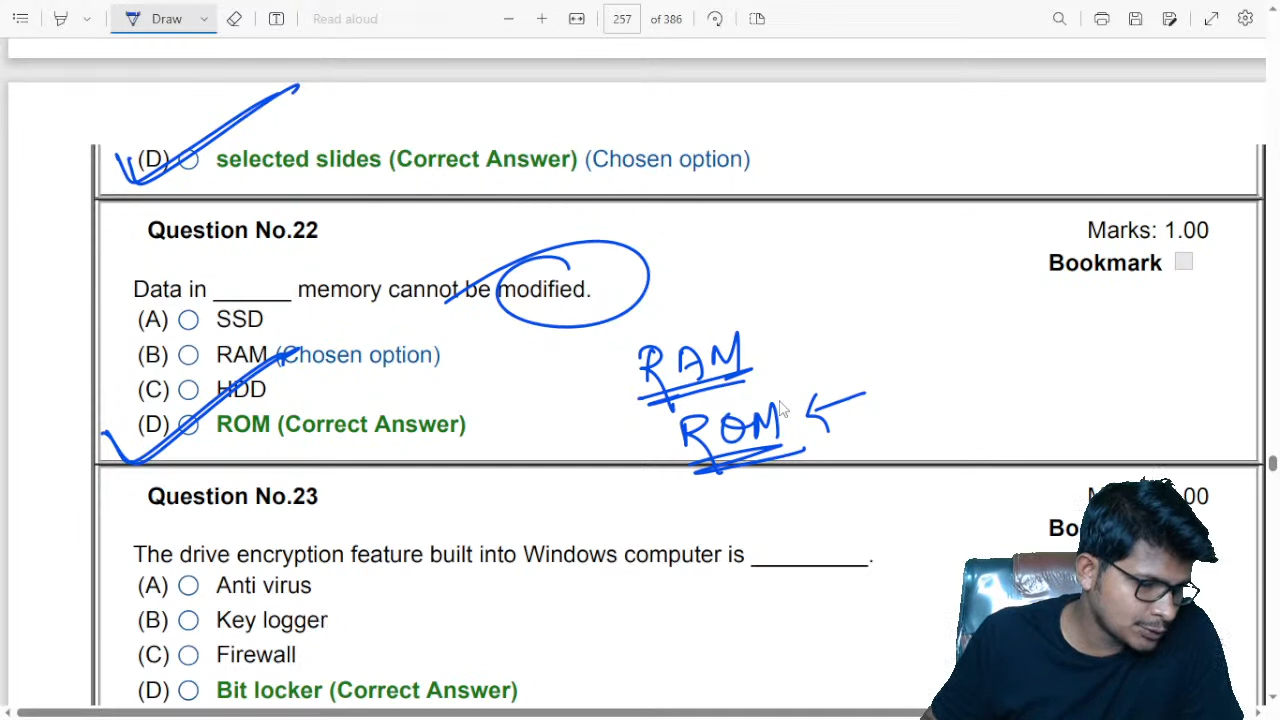 Draw
Read aloud
257 of 386
(D) selected slides (Correct Answer) (Chosen option)
Question No.22 Marks: 1.00
Bookmark
Data in ______ memory cannot be modified.
(A) SSD
(B) RAM (Chosen option)
(C) HDD
(D) ROM (Correct Answer)
RAM
ROM
Question No.23
The drive encryption feature built into Windows computer is _________.
(A) Anti virus
(B) Key logger
(C) Firewall
(D) Bit locker (Correct Answer)